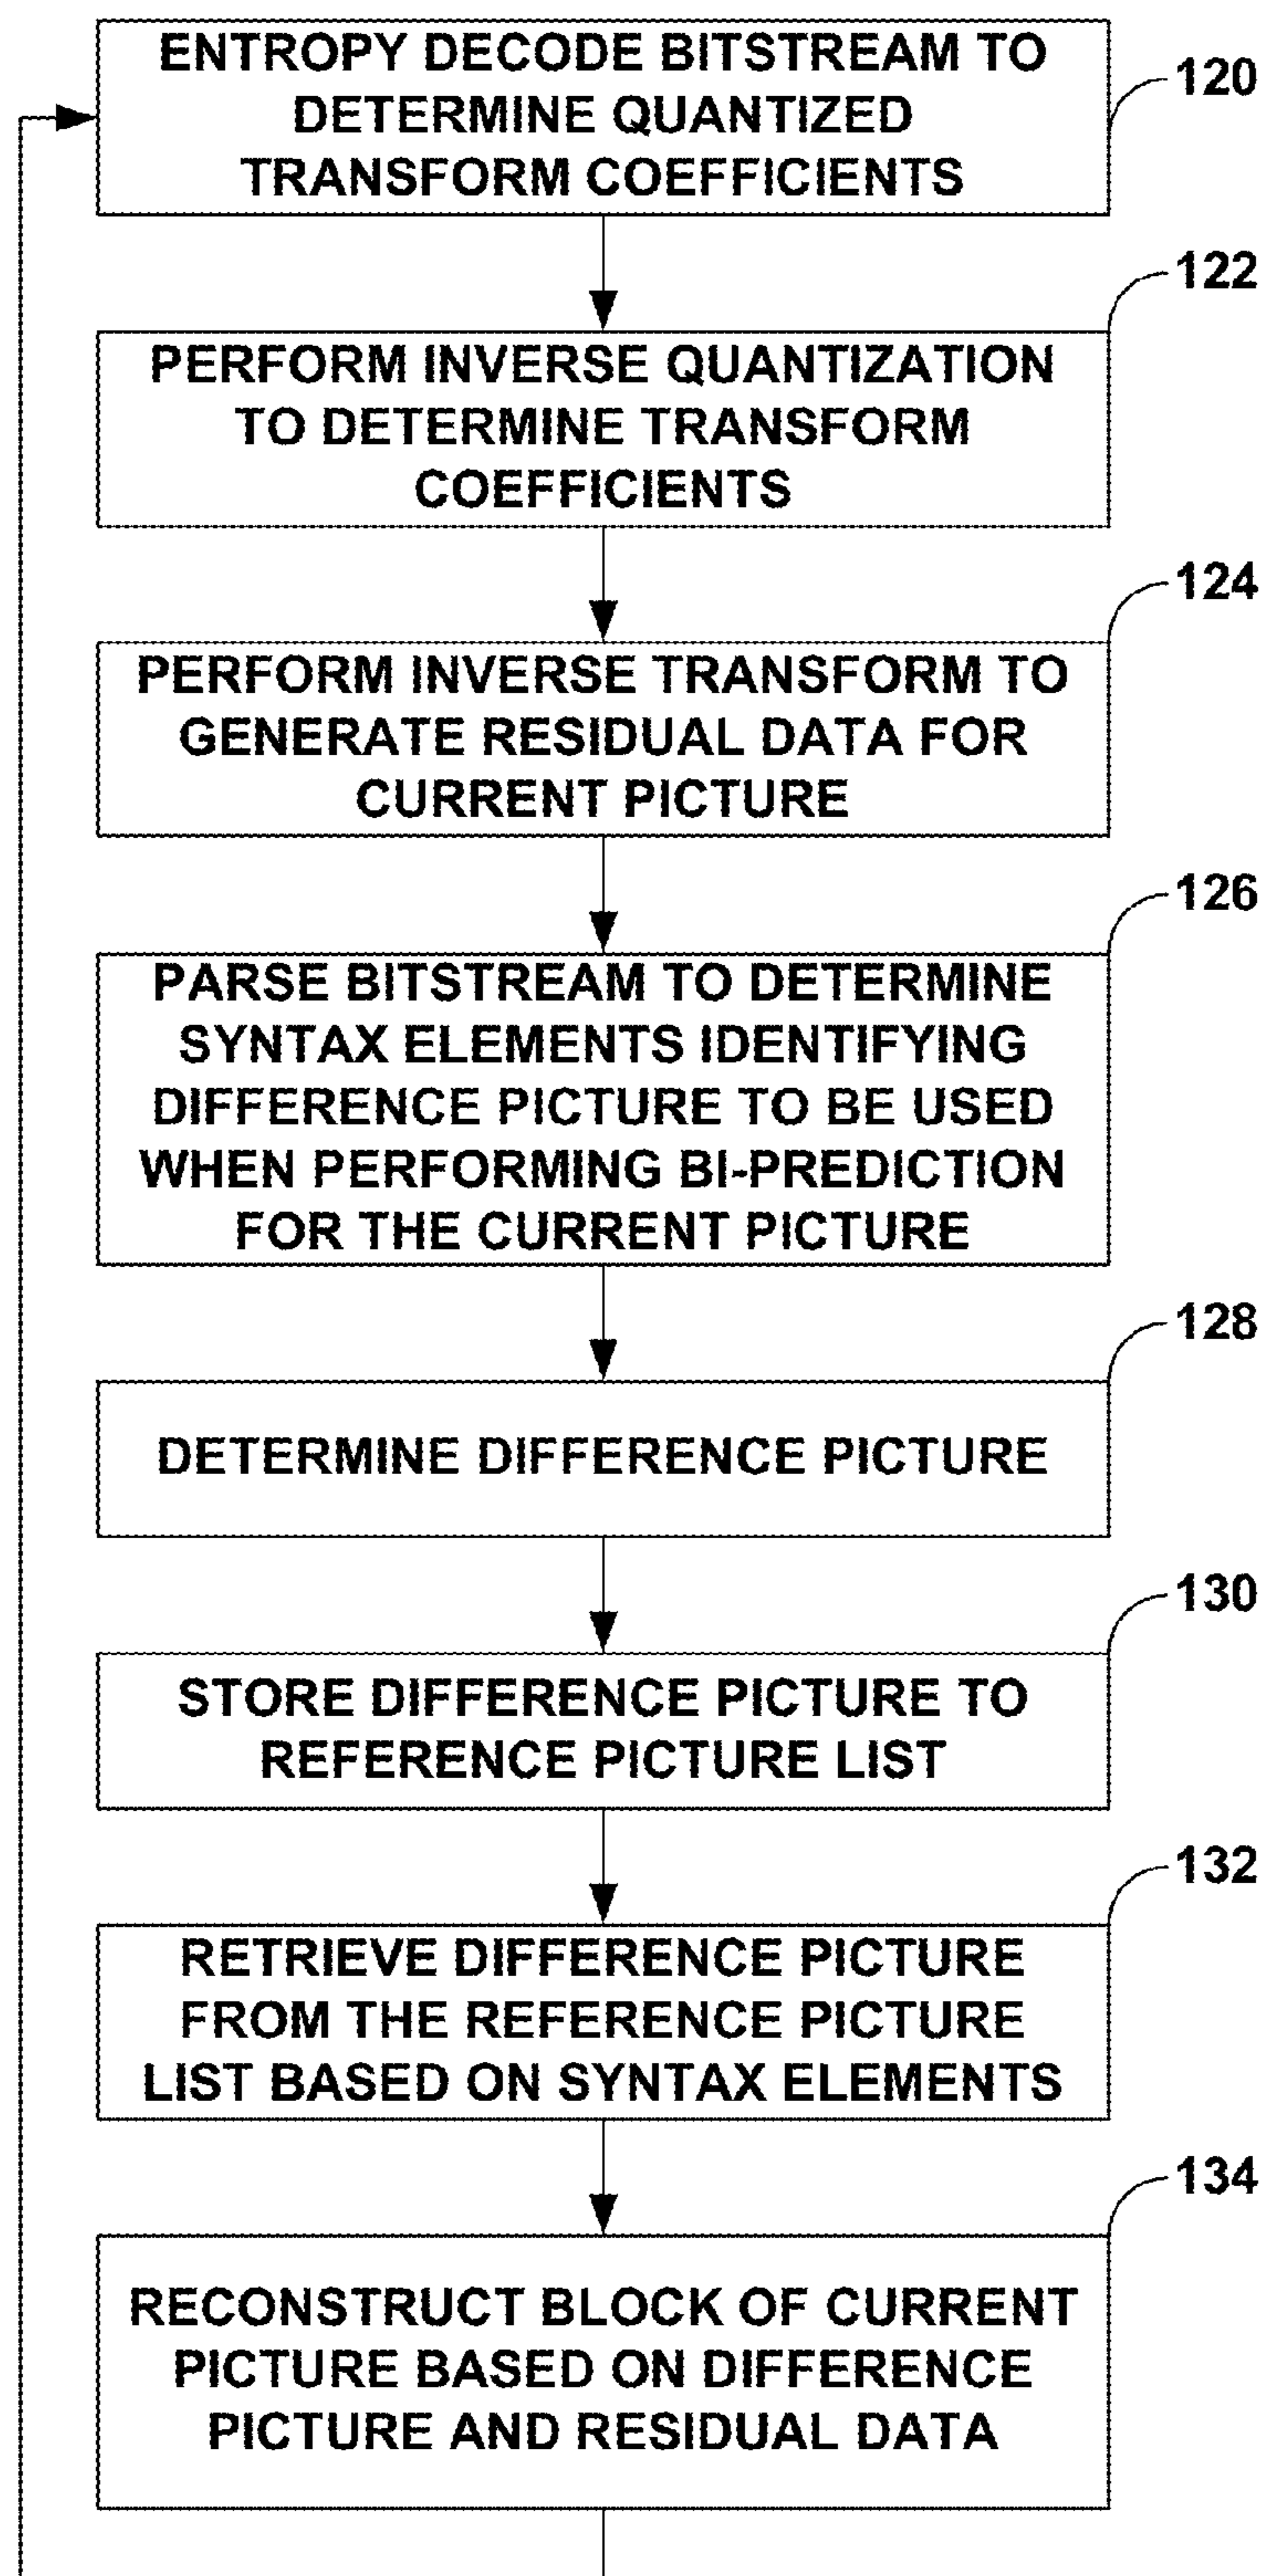 ENTROPY DECODE BITSTREAM TO
DETERMINE QUANTIZED
TRANSFORM COEFFICIENTS
120
PERFORM INVERSE QUANTIZATION
TO DETERMINE TRANSFORM
COEFFICIENTS
122
PERFORM INVERSE TRANSFORM TO
GENERATE RESIDUAL DATA FOR
CURRENT PICTURE
124
PARSE BITSTREAM TO DETERMINE
SYNTAX ELEMENTS IDENTIFYING
DIFFERENCE PICTURE TO BE USED
WHEN PERFORMING BI-PREDICTION
FOR THE CURRENT PICTURE
126
DETERMINE DIFFERENCE PICTURE
128
STORE DIFFERENCE PICTURE TO
REFERENCE PICTURE LIST
130
RETRIEVE DIFFERENCE PICTURE
FROM THE REFERENCE PICTURE
LIST BASED ON SYNTAX ELEMENTS
132
RECONSTRUCT BLOCK OF CURRENT
PICTURE BASED ON DIFFERENCE
PICTURE AND RESIDUAL DATA
134